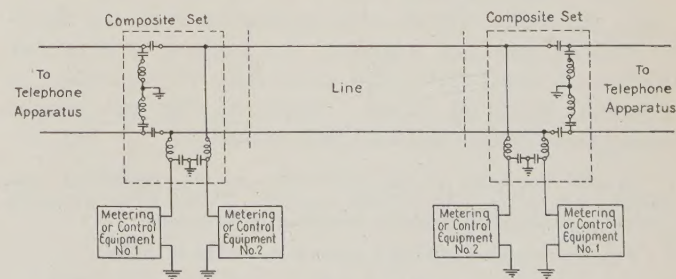 Composite Set
Composite Set
To
Telephone
Apparatus
Line
To
Telephone
Apparatus
Metering
or Control
Equipment
No.1
Metering
or Control
Equipment
No.2
Metering
or Control
Equipment
No.2
Metering
or Control
Equipment
No.1